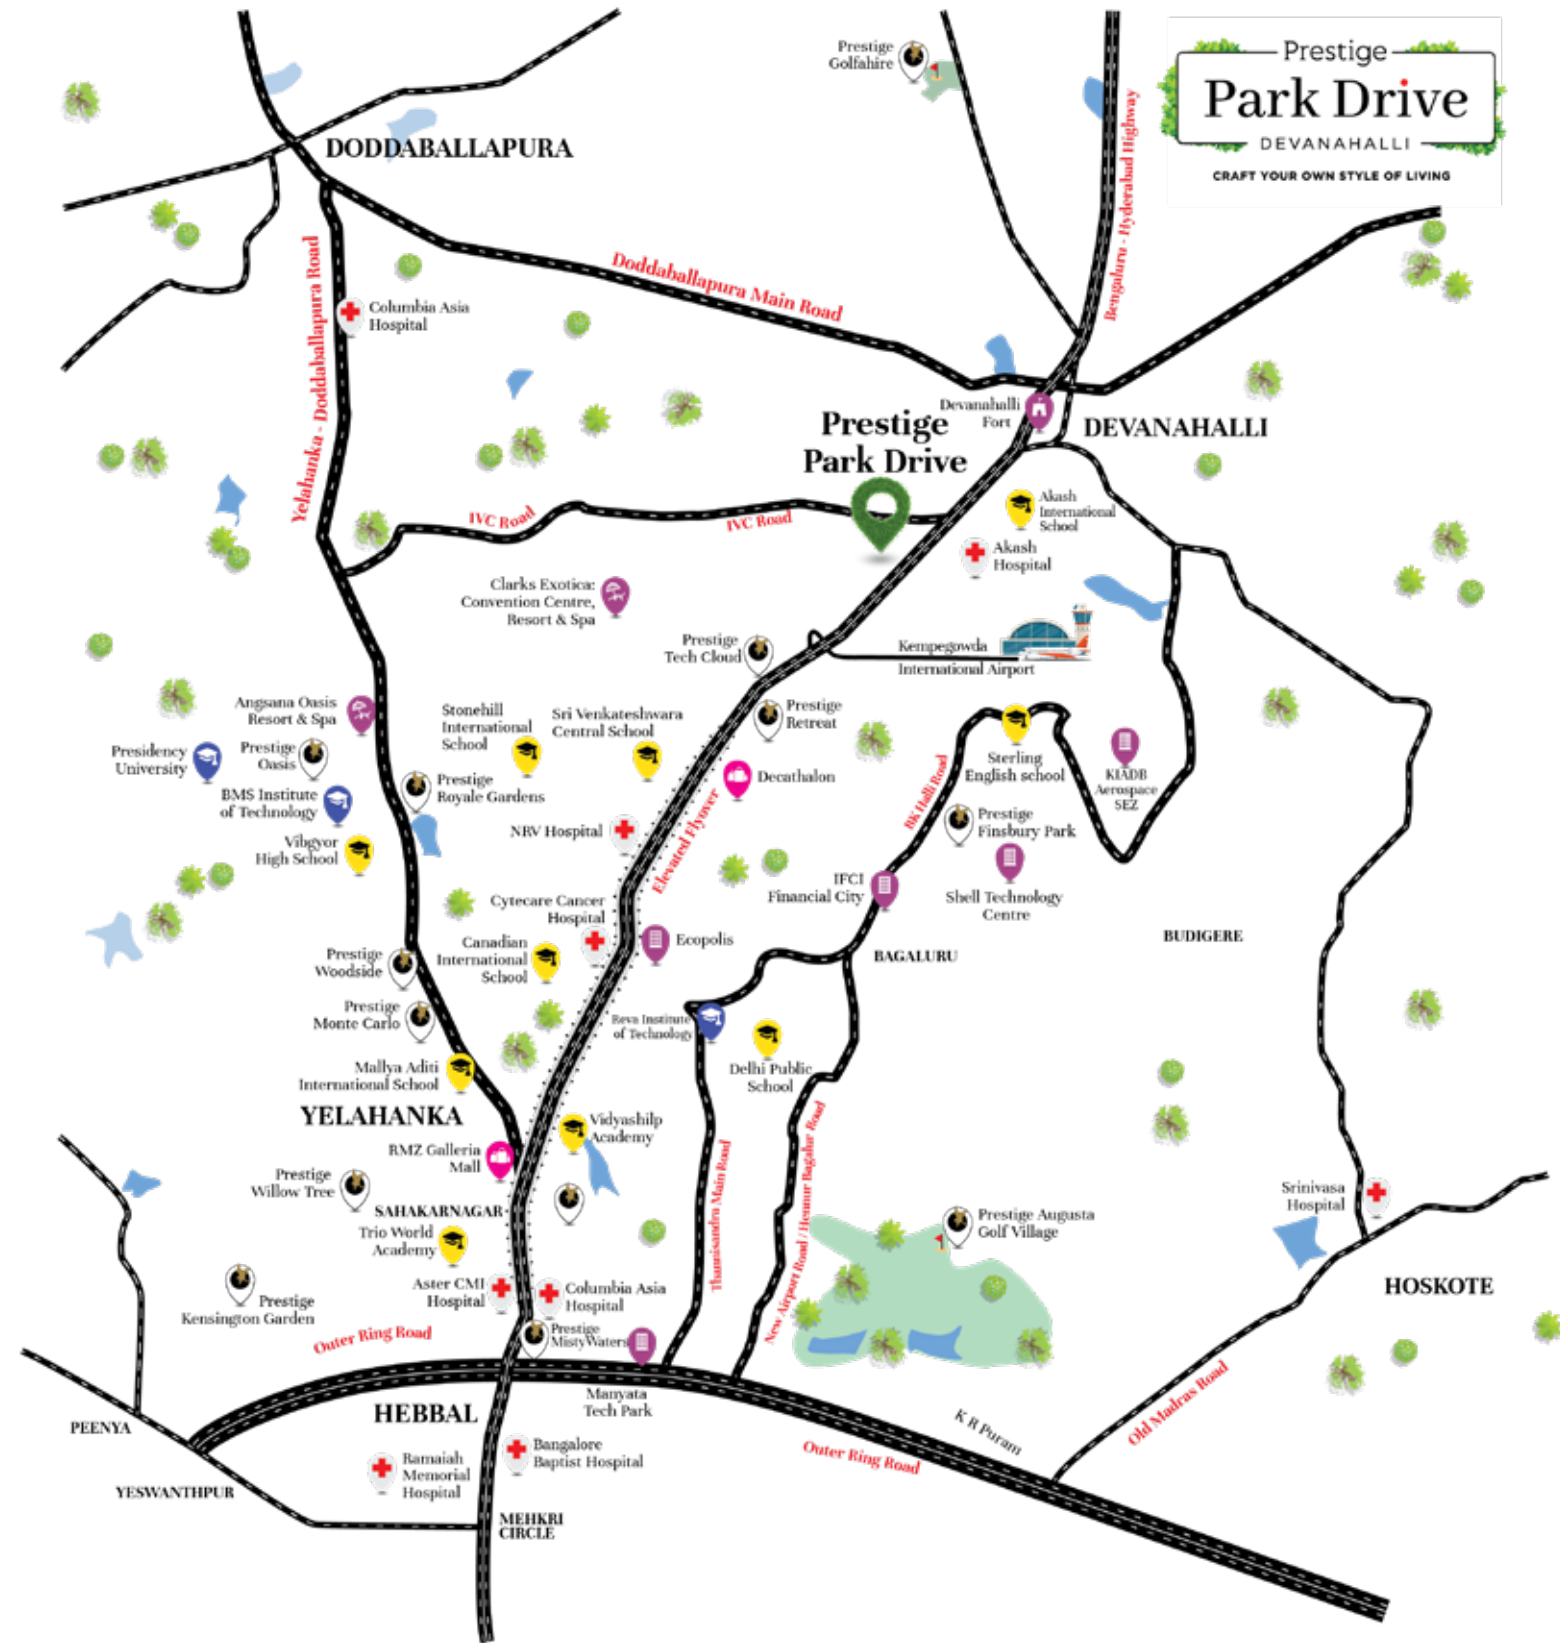 Prestige
Golfshire
Prestige
Park Drive
DEVANAHALLI
CRAFT YOUR OWN STYLE OF LIVING
Bengaluru - Hyderabad Highway
DODDABALLAPURA
Doddaballapura Main Road
Yelahanka - Doddaballapura Road
Columbia Asia
Hospital
Devanahalli
Fort
DEVANAHALLI
Prestige
Park Drive
IVC Road
IVC Road
Akash
International
School
Akash
Hospital
Clarks Exotica:
Convention Centre,
Resort & Spa
Prestige
Tech Cloud
Kempegowda
International Airport
Angsana Oasis
Resort & Spa
Stonehill
International
School
Sri Venkateshwara
Central School
Prestige
Retreat
Presidency
University
Prestige
Oasis
Prestige
Royale Gardens
Decathalon
Sterling
English school
KIADB
Aerospace
SEZ
BMS Institute
of Technology
Vibgyor
High School
NRV Hospital
Elevated Flyover
BK Halli Road
Prestige
Finsbury Park
IFCI
Financial City
Shell Technology
Centre
Cytecare Cancer
Hospital
Ecopolis
Canadian
International
School
BAGALURU
BUDIGERE
Prestige
Woodside
Prestige
Monte Carlo
Reva Institute
of Technology
Delhi Public
School
Mallya Aditi
International School
YELAHANKA
Vidyashilp
Academy
RMZ Galleria
Mall
Thannisandra Main Road
New Airport Road / Hennur Bagalur Road
Prestige
Willow Tree
SAHAKARNAGAR
Trio World
Academy
Srinivasa
Hospital
Prestige Augusta
Golf Village
Prestige
Kensington Garden
Aster CMI
Hospital
Columbia Asia
Hospital
HOSKOTE
Outer Ring Road
Prestige
MistyWaters
Manyata
Tech Park
HEBBAL
PEENYA
K R Puram
Old Madras Road
Outer Ring Road
Ramaiah
Memorial
Hospital
Bangalore
Baptist Hospital
YESWANTHPUR
MEHKRI
CIRCLE